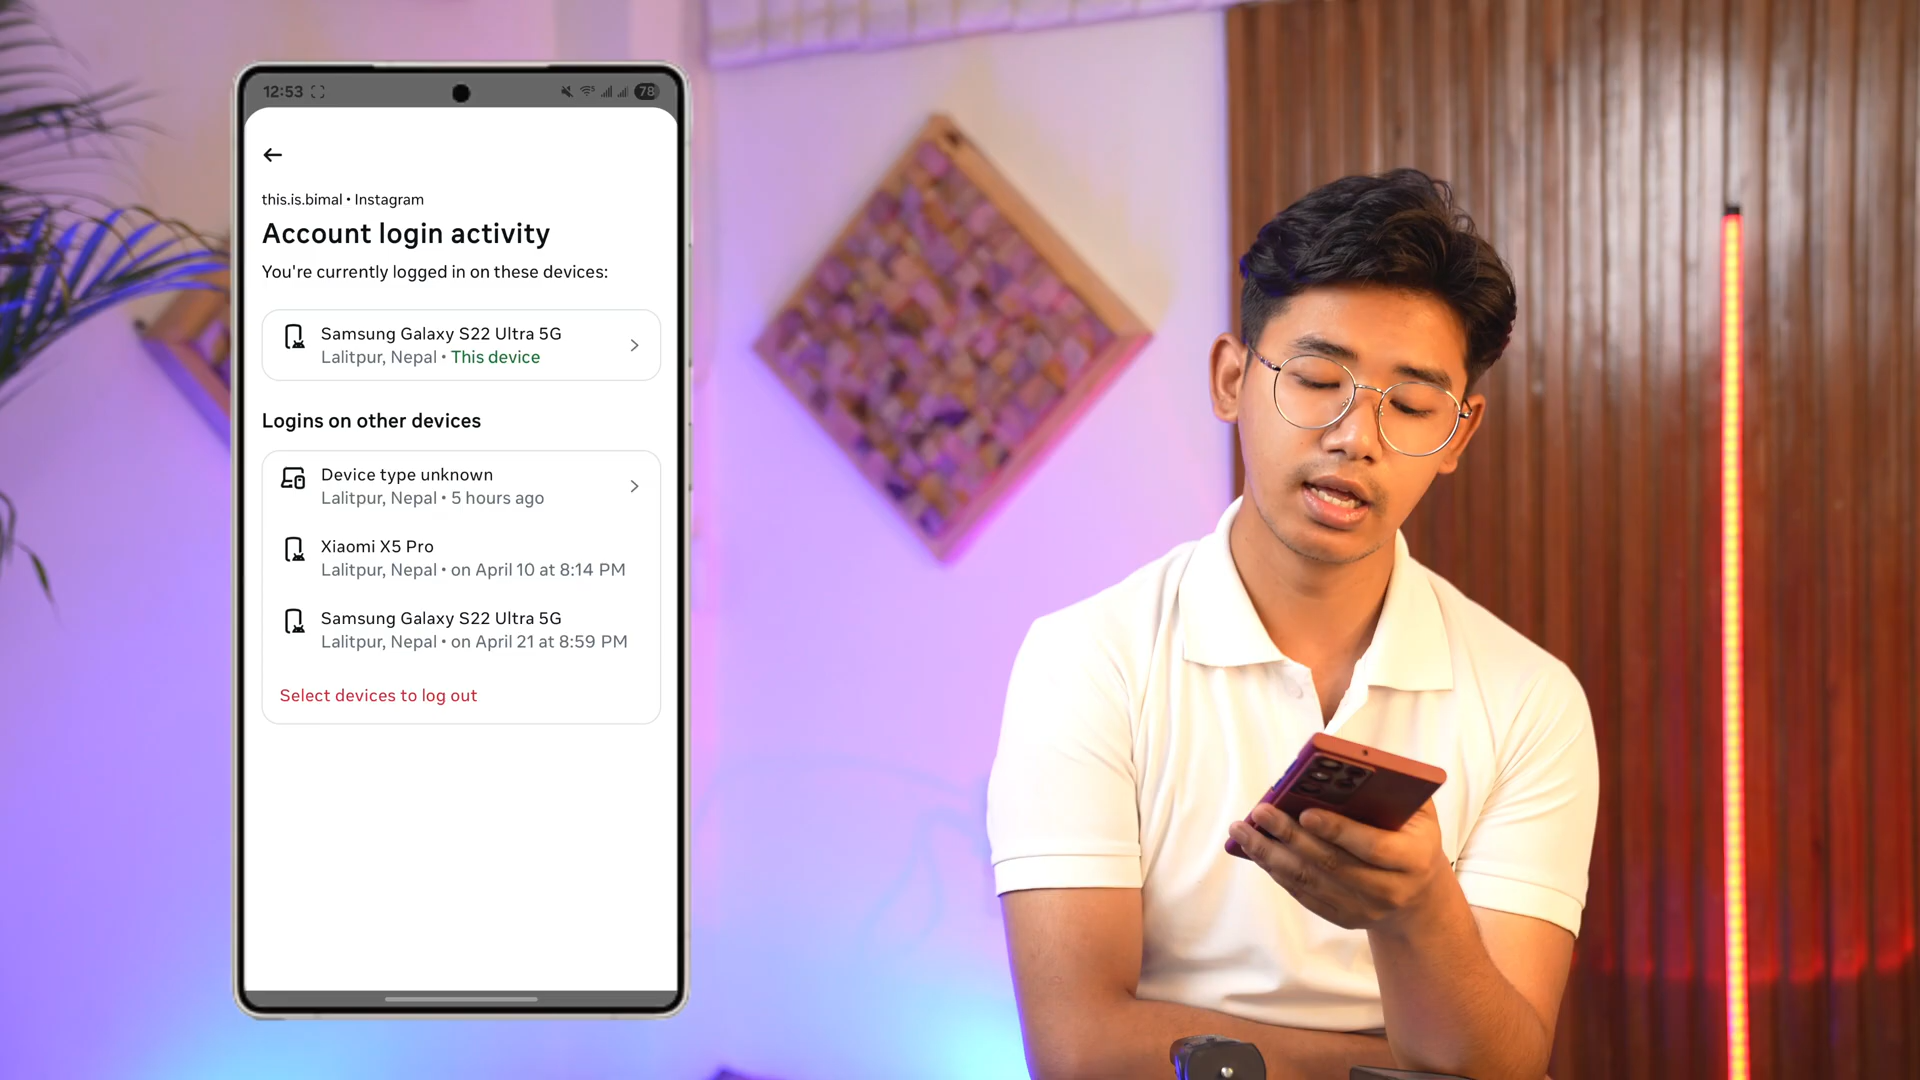 12:53
78
this.is.bimal • Instagram
Account login activity
You're currently logged in on these devices:
Samsung Galaxy S22 Ultra 5G
Lalitpur, Nepal • This device
Logins on other devices
Device type unknown
Lalitpur, Nepal • 5 hours ago
Xiaomi X5 Pro
Lalitpur, Nepal • on April 10 at 8:14 PM
Samsung Galaxy S22 Ultra 5G
Lalitpur, Nepal • on April 21 at 8:59 PM
Select devices to log out